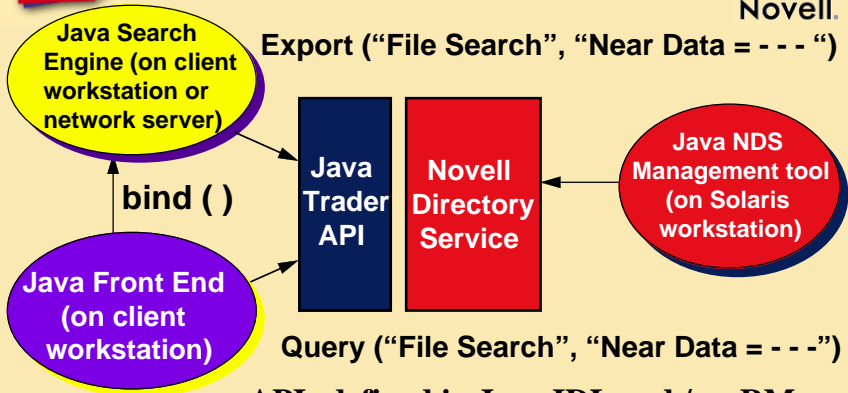 Novell.
Java Search
Engine (on client
workstation or
network server)
Export (“File Search”, “Near Data = - - - “)
Java
Trader
API
Novell
Directory
Service
Java NDS
Management tool
(on Solaris
workstation)
bind ( )
Java Front End
(on client
workstation)
Query (“File Search”, “Near Data = - - -”)